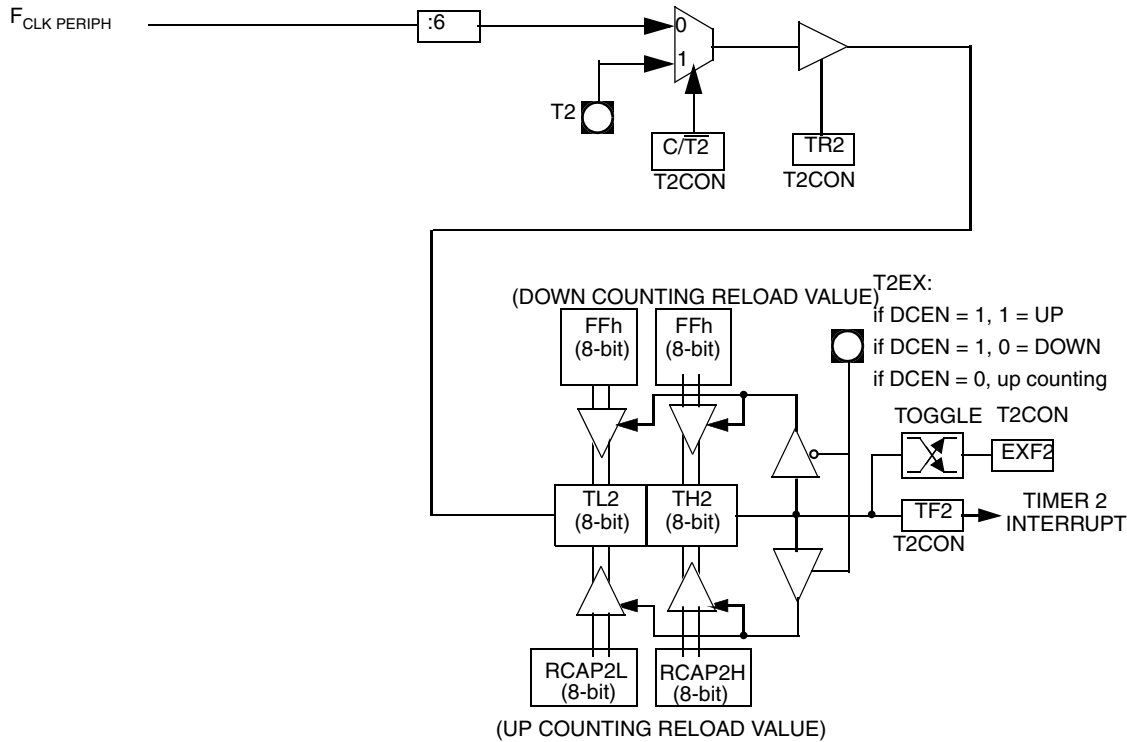 F CLK PERIPH
:6
0
1
T2
C/T2
TR2
T2CON
T2CON
T2EX:
(DOWN COUNTING RELOAD VALUE)
if DCEN = 1, 1 = UP
FFh
(8-bit)
FFh
(8-bit)
if DCEN = 1, 0 = DOWN
if DCEN = 0, up counting
TOGGLE
T2CON
EXF2
TL2
(8-bit)
TH2
(8-bit)
TF2
T2CON
TIMER 2
INTERRUPT
RCAP2L
(8-bit)
RCAP2H
(8-bit)
(UP COUNTING RELOAD VALUE)